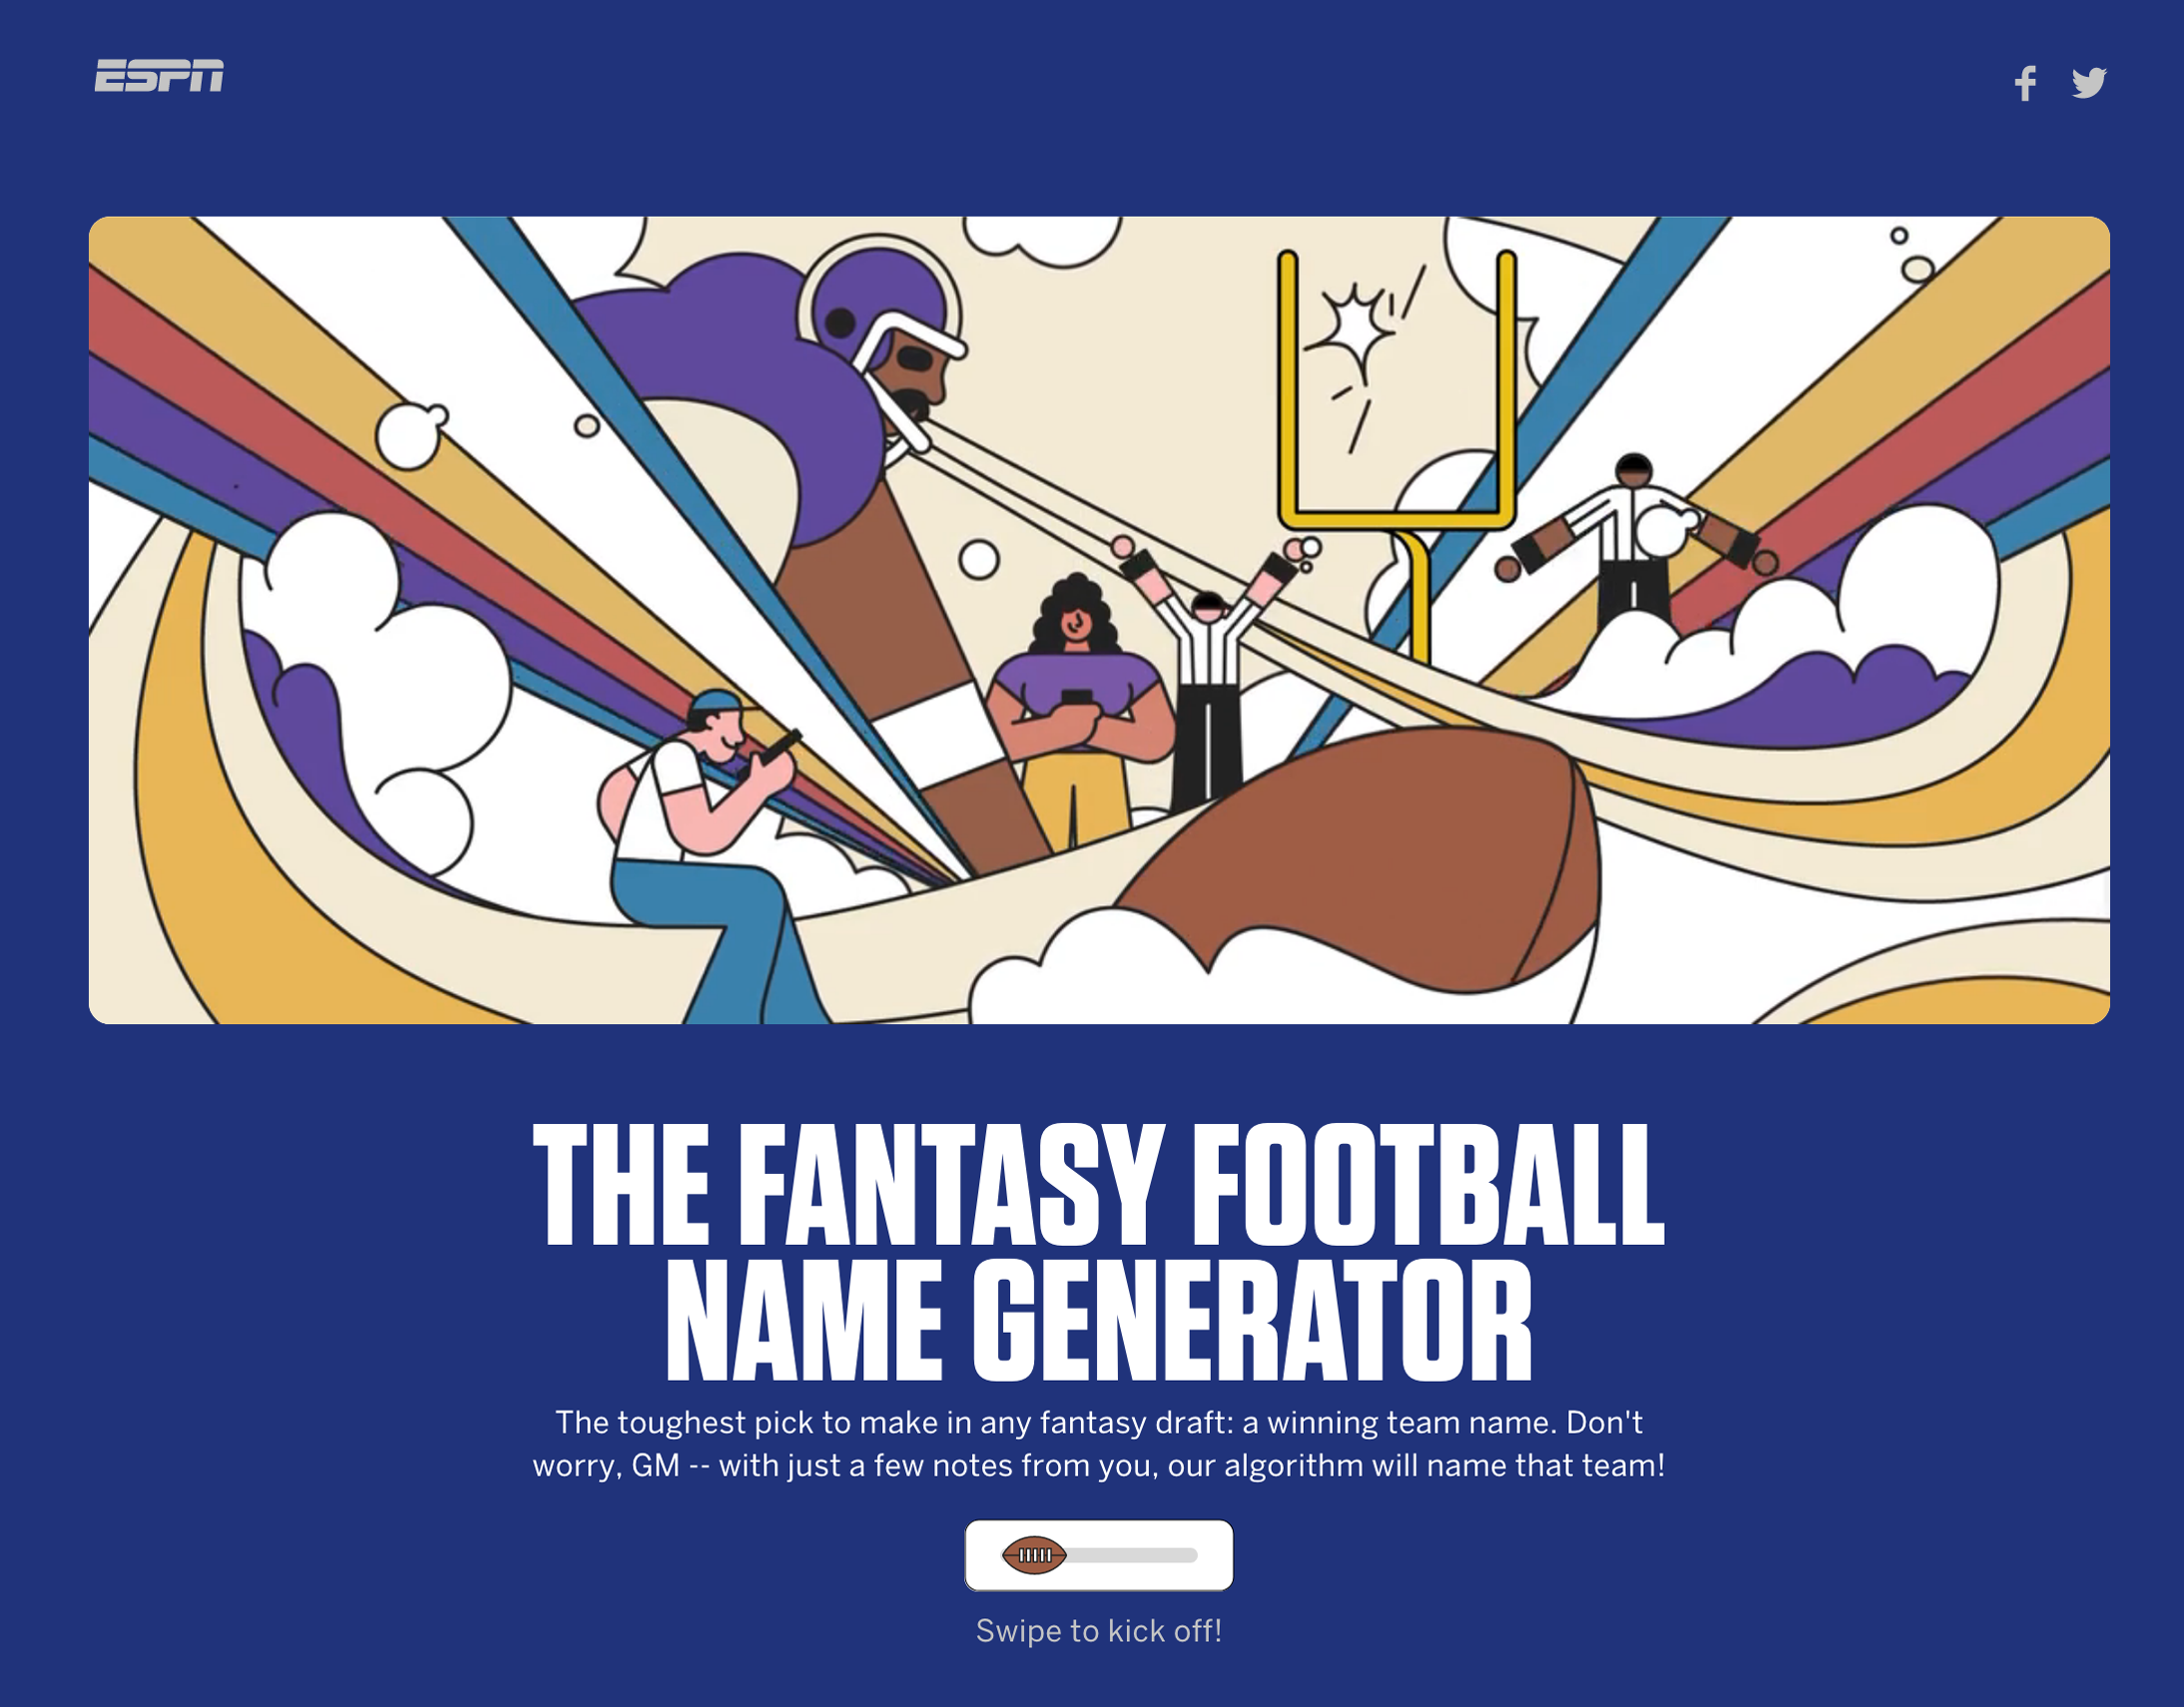 ESPN
THE FANTASY FOOTBALL
NAME GENERATOR
The toughest pick to make in any fantasy draft: a winning team name. Don't
worry, GM -- with just a few notes from you, our algorithm will name that team!
Swipe to kick off!